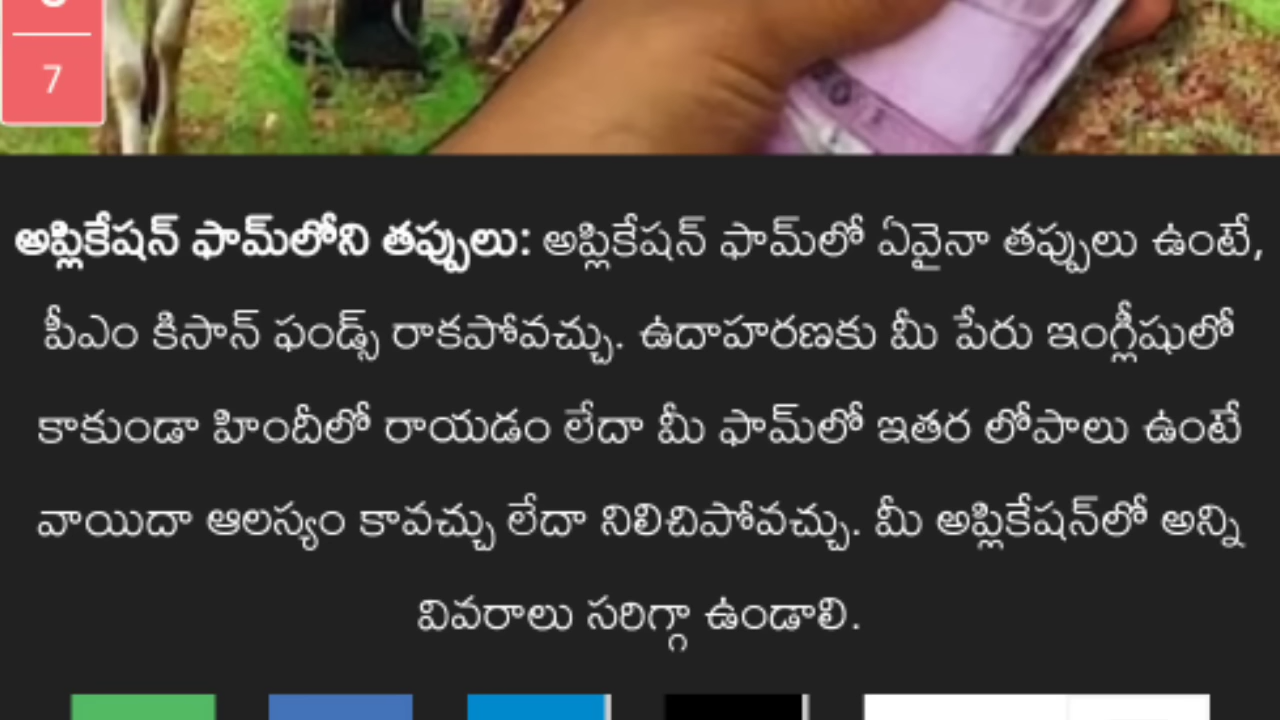 7
అప్లికేషన్ ఫామ్‌లోని తప్పులు: అప్లికేషన్ ఫామ్‌లో ఏవైనా తప్పులు ఉంటే,
పీఎం కిసాన్ ఫండ్స్ రాకపోవచ్చు. ఉదాహరణకు మీ పేరు ఇంగ్లీషులో
కాకుండా హిందీలో రాయడం లేదా మీ ఫామ్‌లో ఇతర లోపాలు ఉంటే
వాయిదా ఆలస్యం కావచ్చు లేదా నిలిచిపోవచ్చు. మీ అప్లికేషన్‌లో అన్ని
వివరాలు సరిగ్గా ఉండాలి.